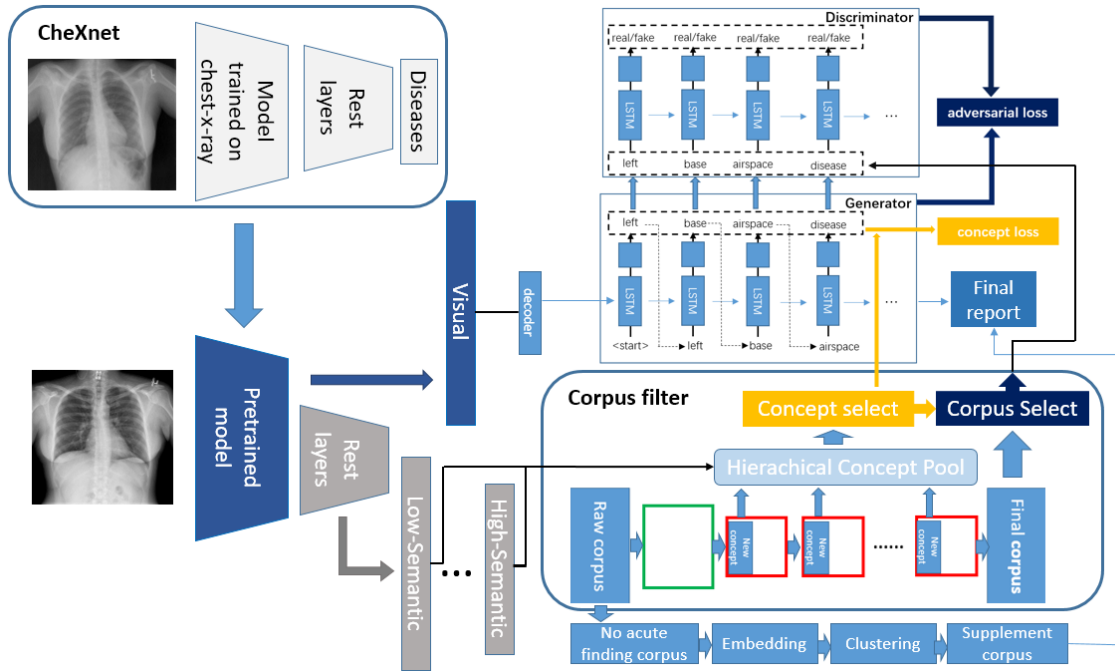 CheXnet
Model
trained on
chest-x-ray
Rest
layers
Diseases
Discriminator
real/fake real/fake real/fake real/fake
LSTM LSTM LSTM LSTM ...
left base airspace disease
adversarial loss
Generator
left base airspace disease
concept loss
LSTM LSTM LSTM LSTM ...
<start> left base airspace
Visual
decoder
Final
report
Pretrained
model
Rest
layers
Low-Semantic
...
High-Semantic
Corpus filter
Concept select
Corpus Select
Hierachical Concept Pool
Raw corpus
New
concept
New
concept
......
New
concept
Final corpus
No acute
finding corpus
Embedding
Clustering
Supplement
corpus